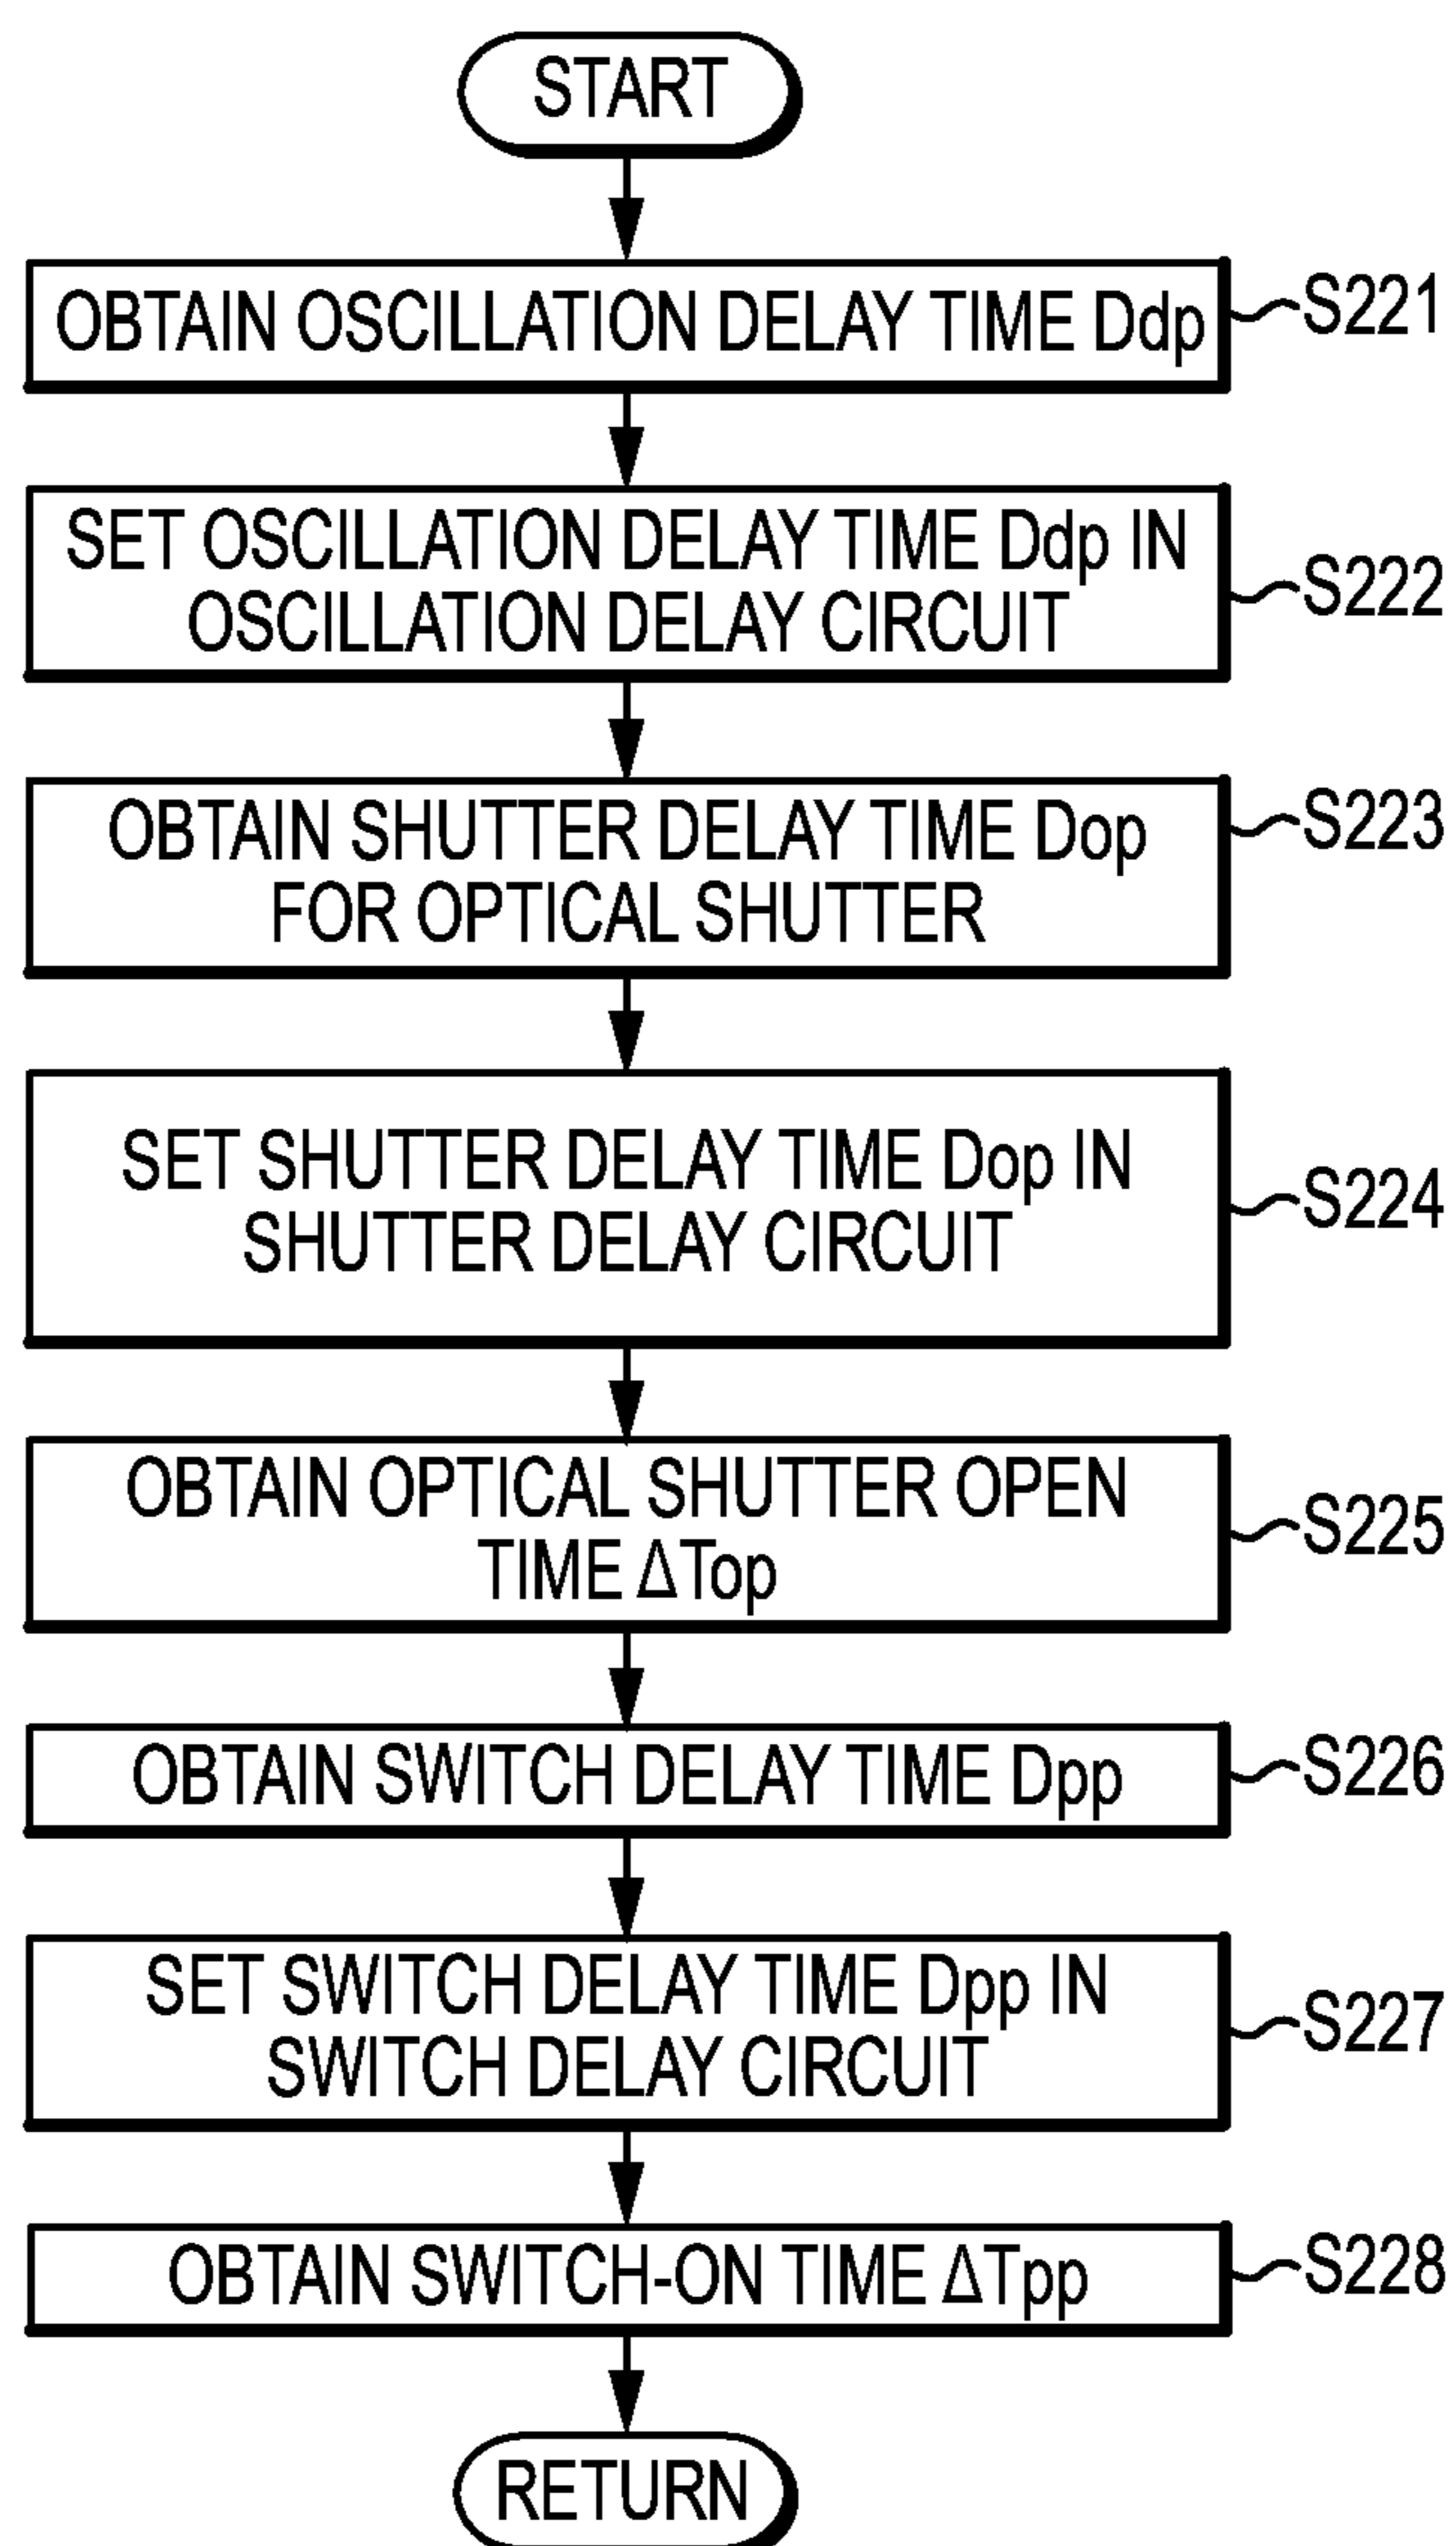 START
OBTAIN OSCILLATION DELAY TIME Ddp
S221
SET OSCILLATION DELAY TIME Ddp IN
OSCILLATION DELAY CIRCUIT
S222
OBTAIN SHUTTER DELAY TIME Dop
FOR OPTICAL SHUTTER
S223
SET SHUTTER DELAY TIME Dop IN
SHUTTER DELAY CIRCUIT
S224
OBTAIN OPTICAL SHUTTER OPEN
TIME ΔTop
S225
OBTAIN SWITCH DELAY TIME Dpp
S226
SET SWITCH DELAY TIME Dpp IN
SWITCH DELAY CIRCUIT
S227
OBTAIN SWITCH-ON TIME ΔTpp
S228
RETURN